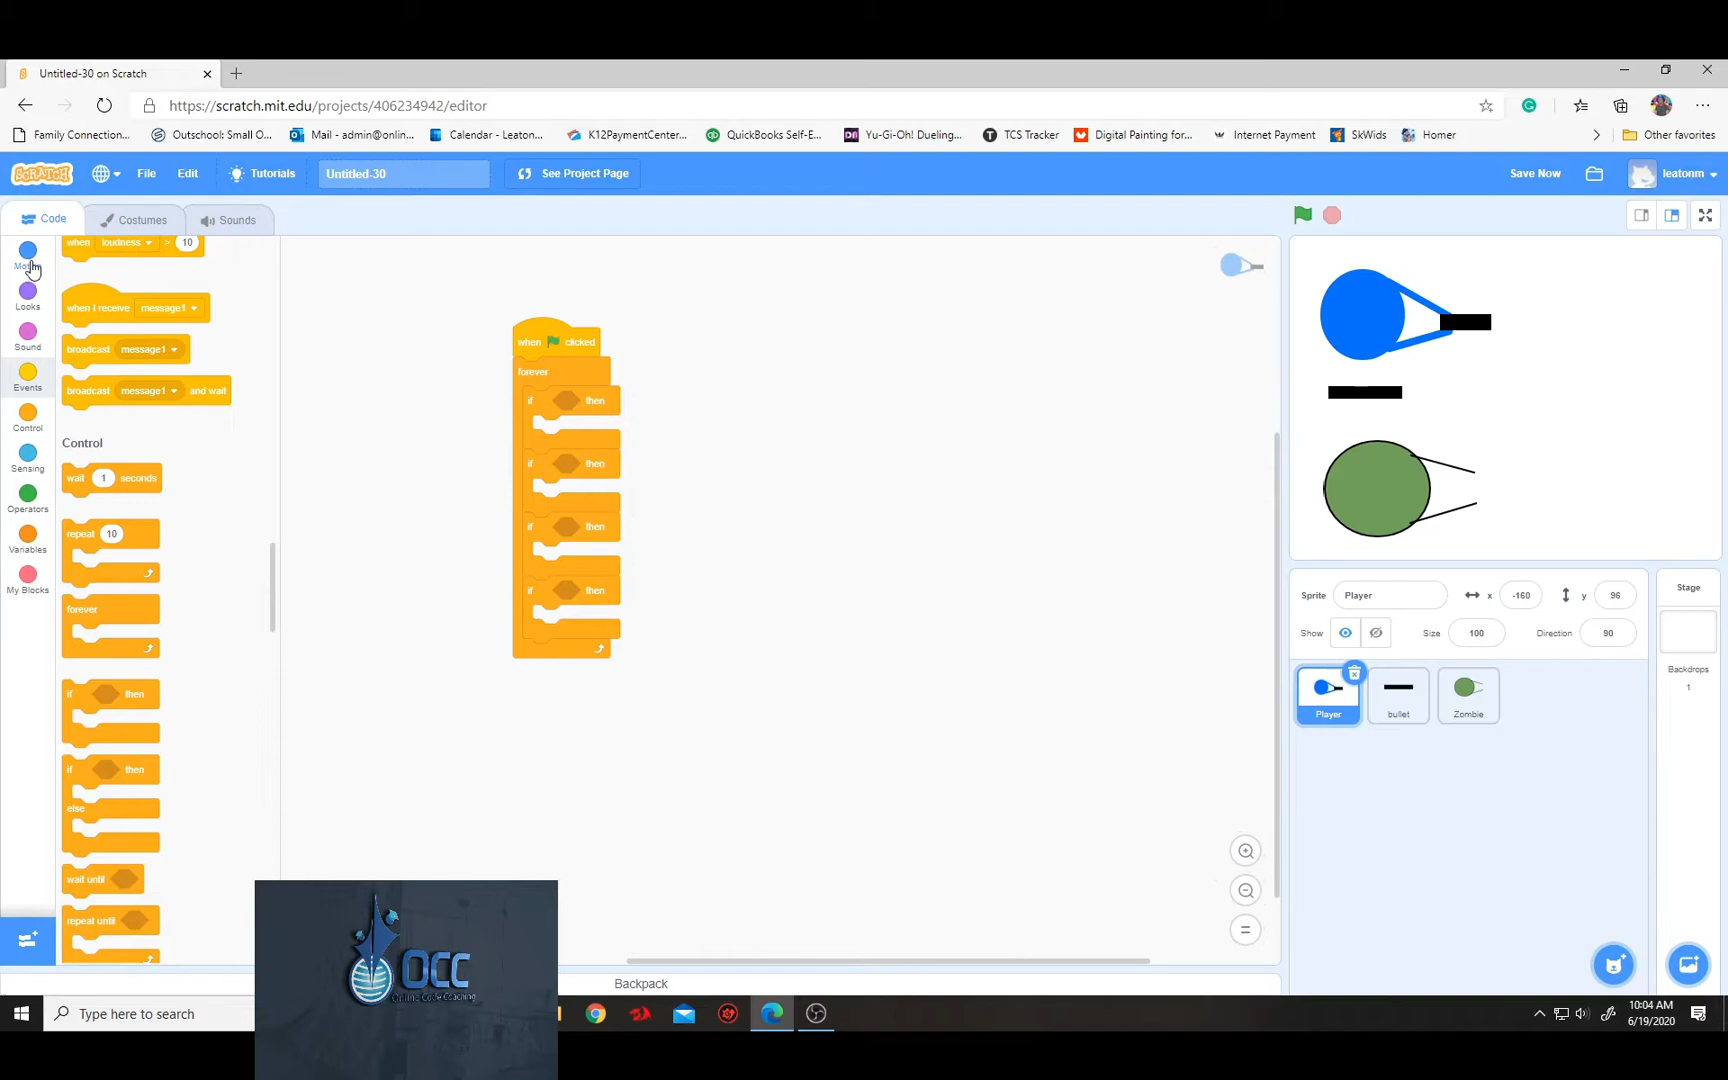 Untitled-30 on Scratch
https://scratch.mit.edu/projects/406234942/editor
Family Connection...
Outschool: Small O...
Mail - admin@onlin...
Calendar - Leaton...
K12PaymentCenter...
QuickBooks Self-E...
Yu-Gi-Oh! Dueling...
TCS Tracker
Digital Painting for...
Internet Payment
SkWids
Homer
Other favorites
SCRATCH
File
Edit
Tutorials
Untitled-30
See Project Page
Save Now
leatonm
Code
Costumes
Sounds
Motion
Looks
Sound
Events
Control
Sensing
Operators
Variables
My Blocks
when loudness > 10
when I receive message1
broadcast message1
broadcast message1 and wait
Control
wait 1 seconds
repeat 10
forever
if then
if then
else
wait until
repeat until
when clicked
forever
if then
if then
if then
if then
Sprite Player x -160 y 96
Show Size 100 Direction 90
Player
bullet
Zombie
Stage
Backdrops
1
Backpack
OCC
Online Code Coaching
Type here to search
10:04 AM
6/19/2020